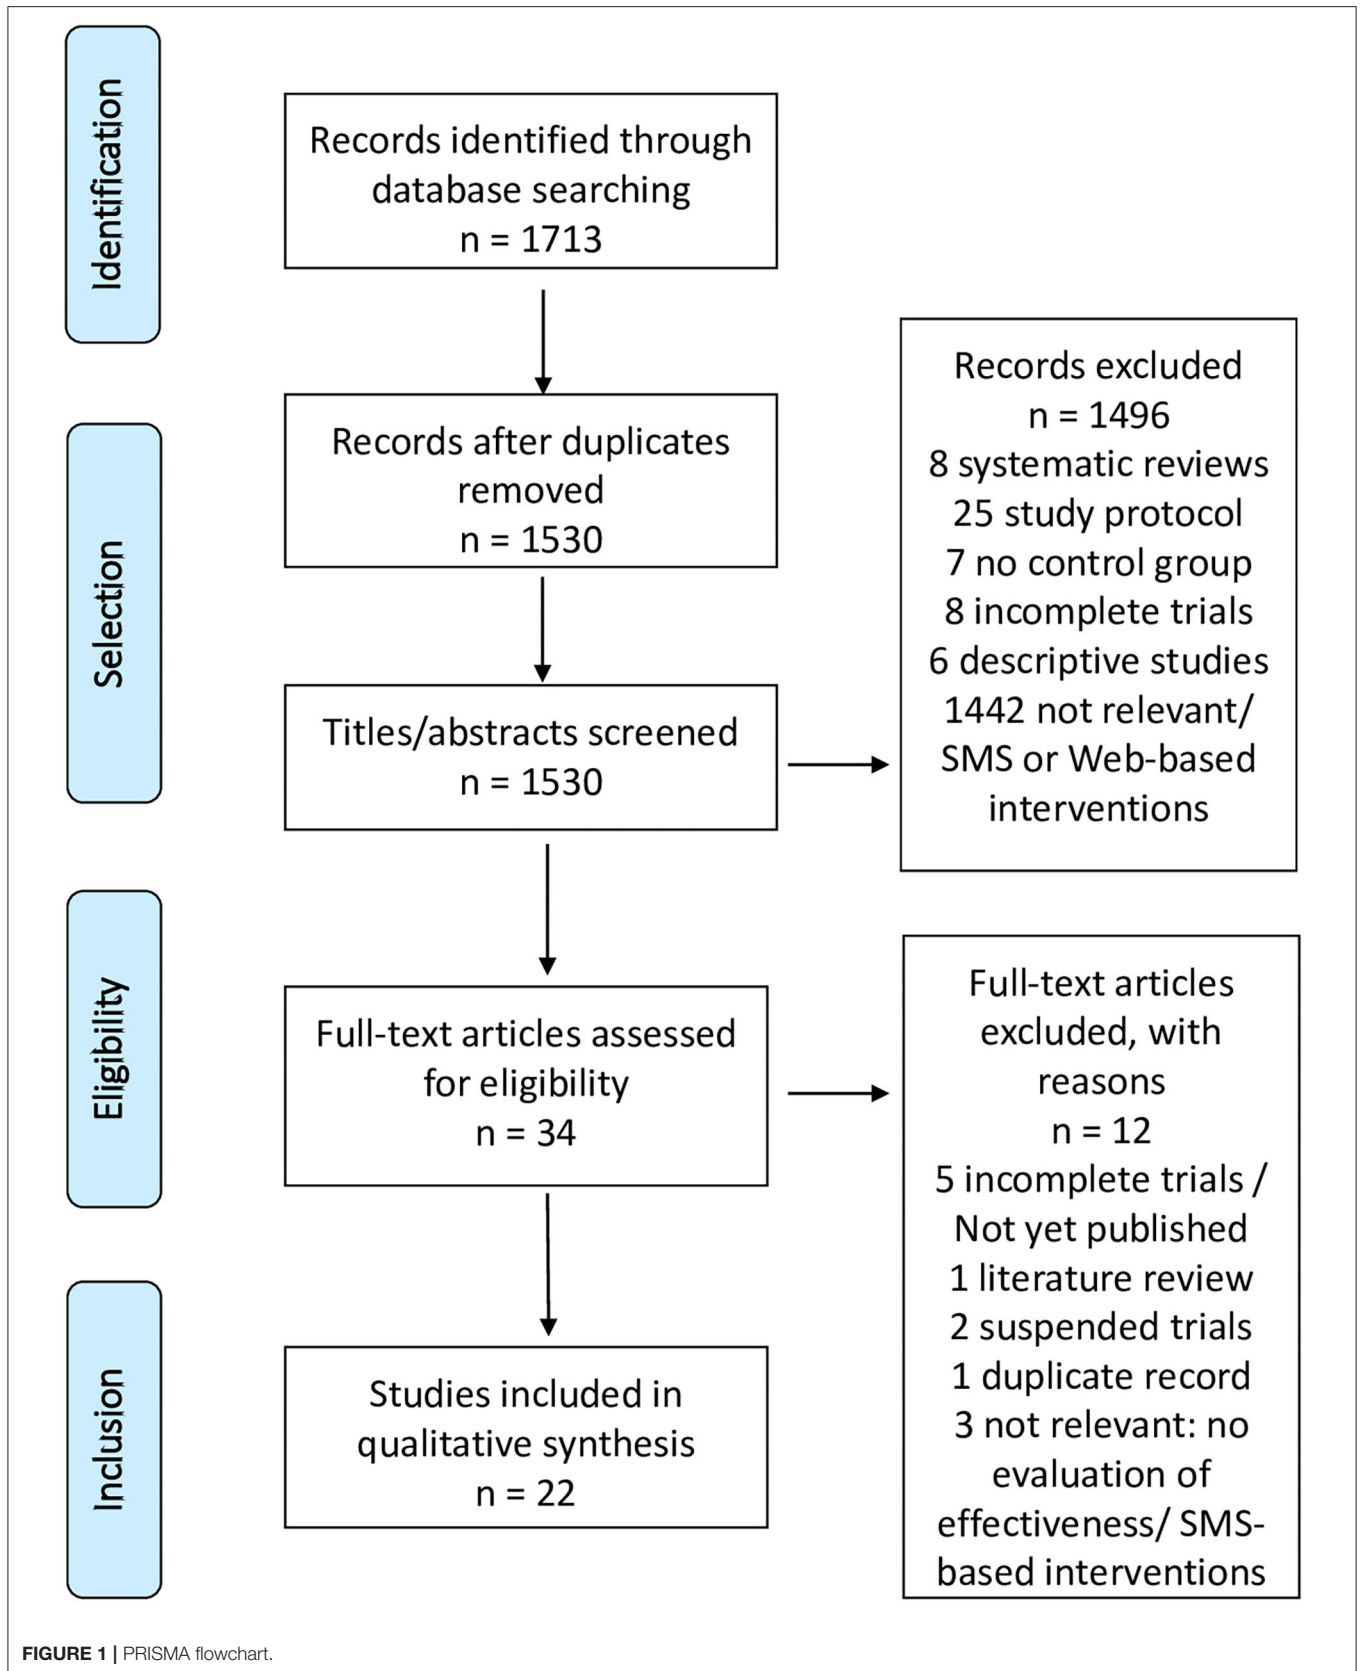 Identification
Records identified through
database searching
n = 1713
Selection
Records after duplicates
removed
n = 1530
Titles/abstracts screened
n = 1530
Records excluded
n = 1496
8 systematic reviews
25 study protocol
7 no control group
8 incomplete trials
6 descriptive studies
1442 not relevant/
SMS or Web-based
interventions
Eligibility
Full-text articles assessed
for eligibility
n = 34
Full-text articles
excluded, with
reasons
n = 12
5 incomplete trials /
Not yet published
1 literature review
2 suspended trials
1 duplicate record
3 not relevant: no
evaluation of
effectiveness/ SMS-
based interventions
Inclusion
Studies included in
qualitative synthesis
n = 22
FIGURE 1 | PRISMA flowchart.